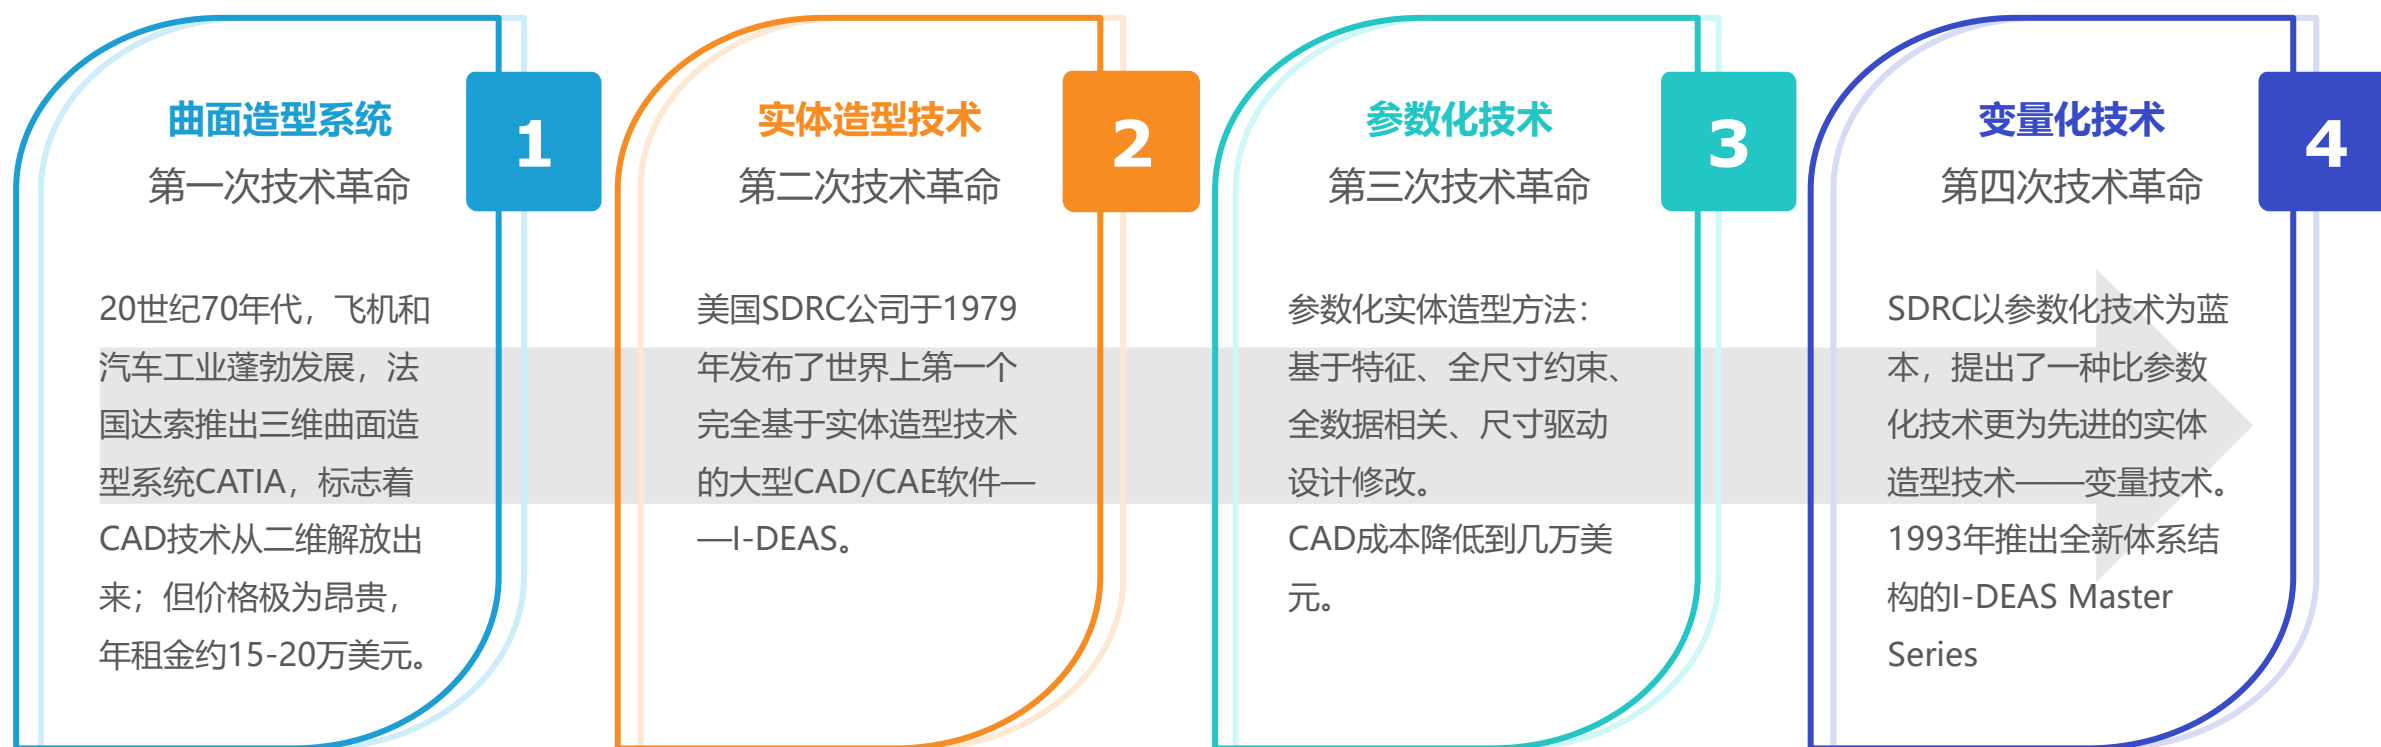 曲面造型系统
第一次技术革命
1
20世纪70年代，飞机和
汽车工业蓬勃发展，法
国达索推出三维曲面造
型系统CATIA，标志着
CAD技术从二维解放出
来；但价格极为昂贵，
年租金约15-20万美元。
实体造型技术
第二次技术革命
2
美国SDRC公司于1979
年发布了世界上第一个
完全基于实体造型技术
的大型CAD/CAE软件—
—I-DEAS。
参数化技术
第三次技术革命
3
参数化实体造型方法：
基于特征、全尺寸约束、
全数据相关、尺寸驱动
设计修改。
CAD成本降低到几万美
元。
变量化技术
第四次技术革命
4
SDRC以参数化技术为蓝
本，提出了一种比参数
化技术更为先进的实体
造型技术——变量技术。
1993年推出全新体系结
构的I-DEAS Master
Series